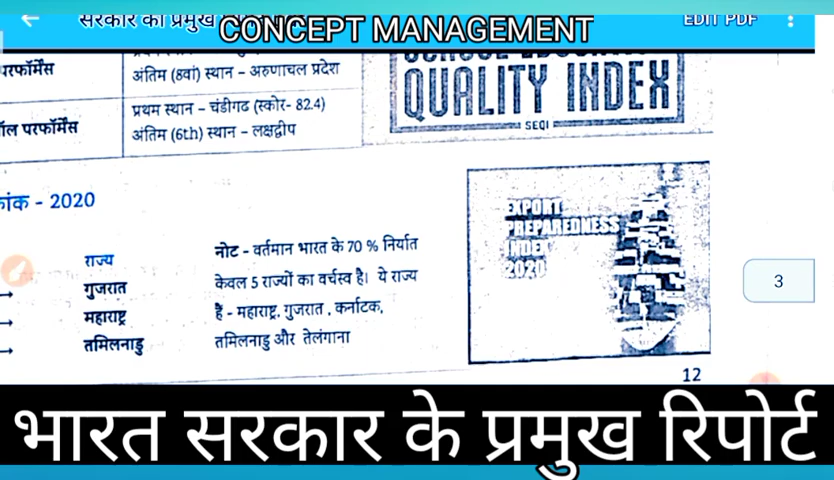 CONCEPT MANAGEMENT
EDIT PDF
सरकार की प्रमुख
परफॉर्मेंस
अंतिम (8वां) स्थान – अरुणाचल प्रदेश
प्रथम स्थान – चंडीगढ (स्कोर- 82.4)
ऑल परफॉर्मेंस
अंतिम (6th) स्थान – लक्षद्वीप
QUALITY INDEX
SEQI
कांक - 2020
राज्य
गुजरात
महाराष्ट्र
तमिलनाडु
नोट - वर्तमान भारत के 70 % निर्यात
केवल 5 राज्यों का वर्चस्व है। ये राज्य
हैं - महाराष्ट्र, गुजरात , कर्नाटक,
तमिलनाडु और तेलंगाना
EXPORT
PREPAREDNESS
INDEX
2020
3
12
भारत सरकार के प्रमुख रिपोर्ट